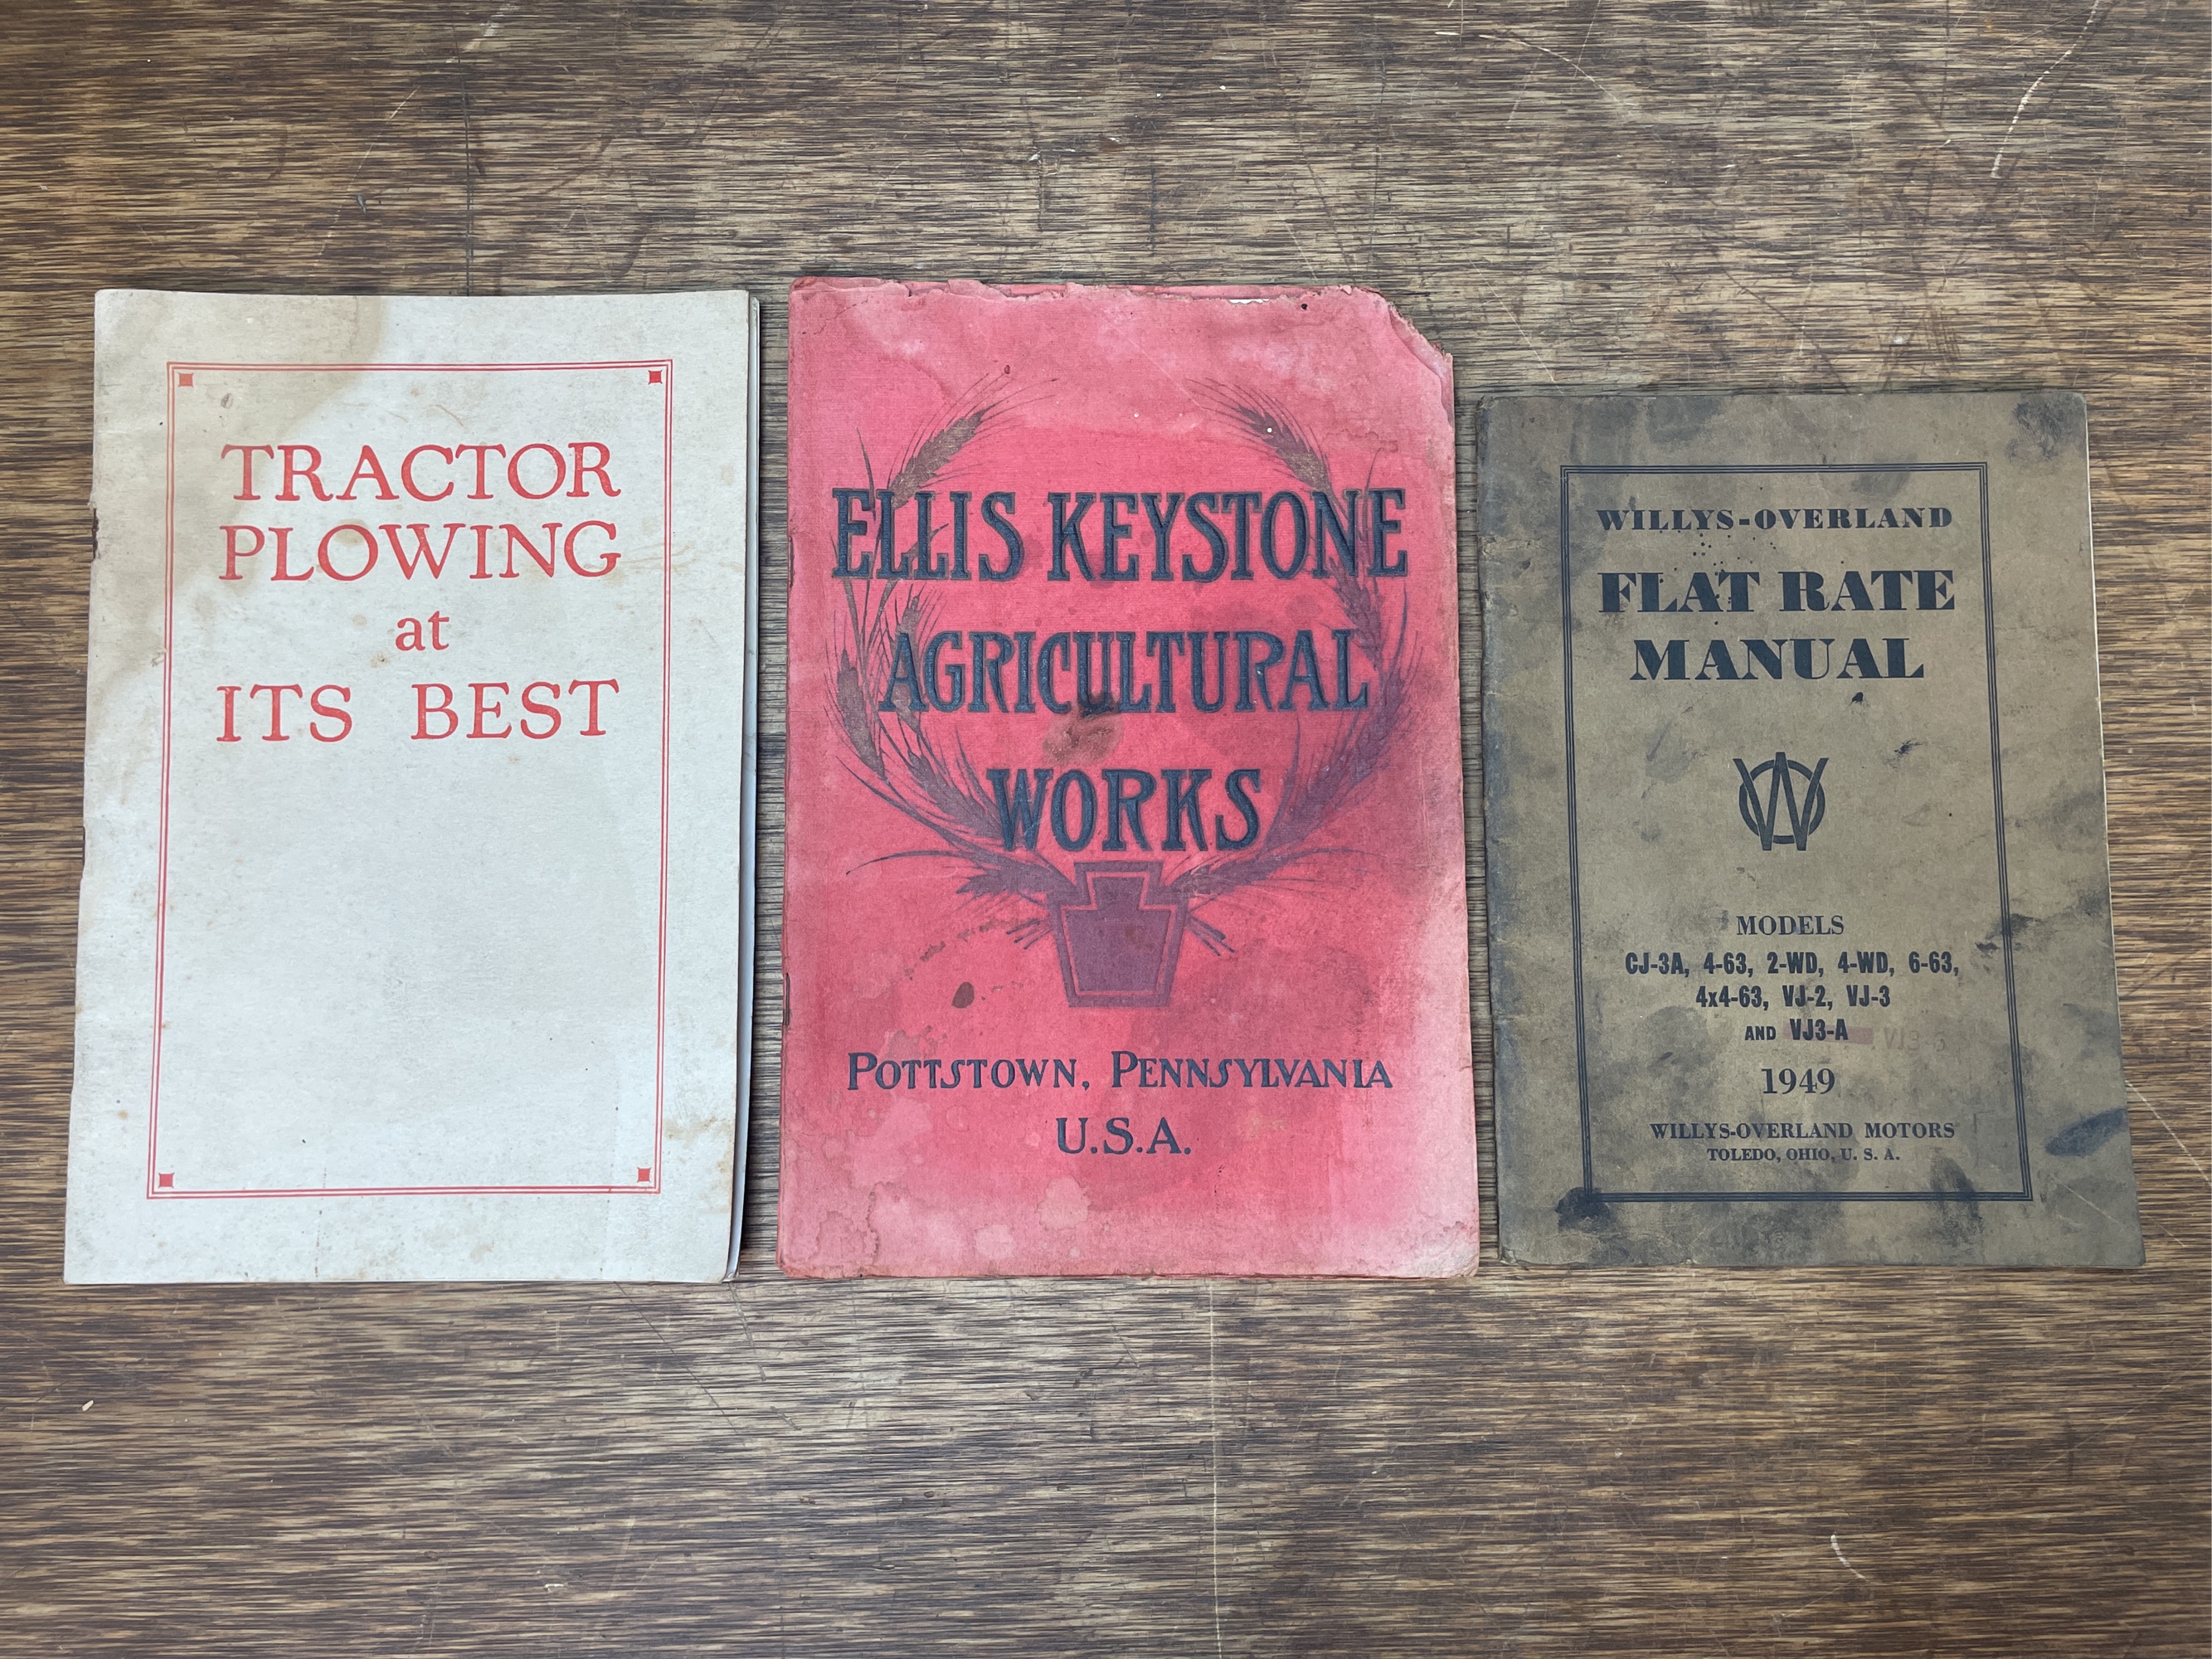 TRACTOR
PLOWING
at
ITS BEST
ELLIS KEYSTONE
AGRICULTURAL
WORKS
POTTSTOWN, PENNSYLVANIA
U.S.A.
WILLYS-OVERLAND
FLAT RATE
MANUAL
WO
MODELS
CJ-3A, 4-63, 2-WD, 4-WD, 6-63,
4x4-63, VJ-2, VJ-3
AND VJ3-A
1949
WILLYS-OVERLAND MOTORS
TOLEDO, OHIO, U. S. A.